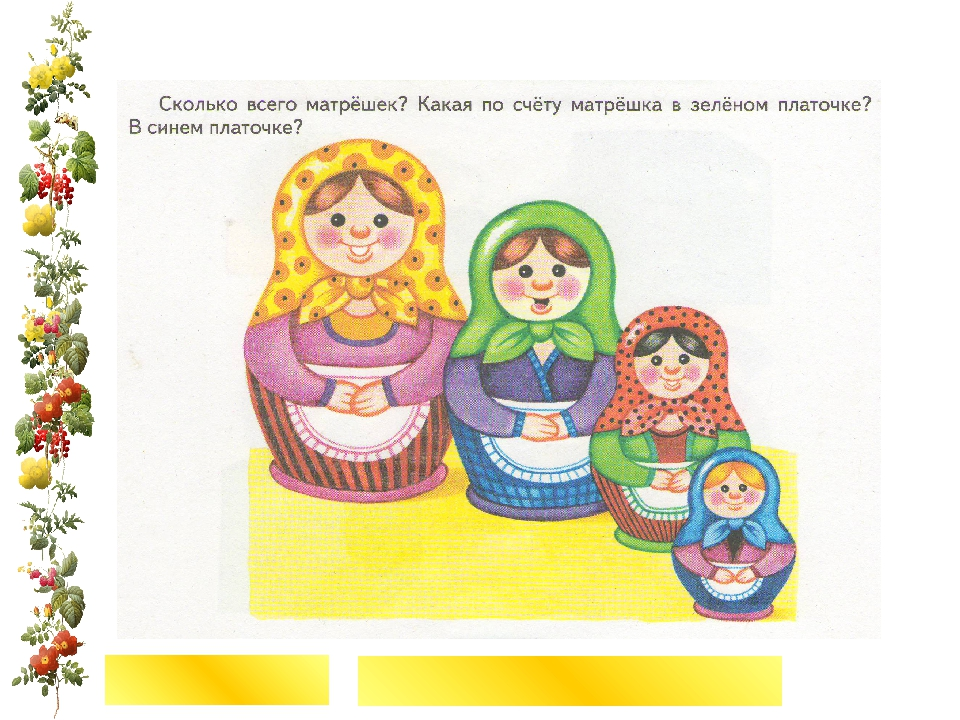 Сколько всего матрёшек? Какая по счёту матрёшка в зелёном платочке?
В синем платочке?